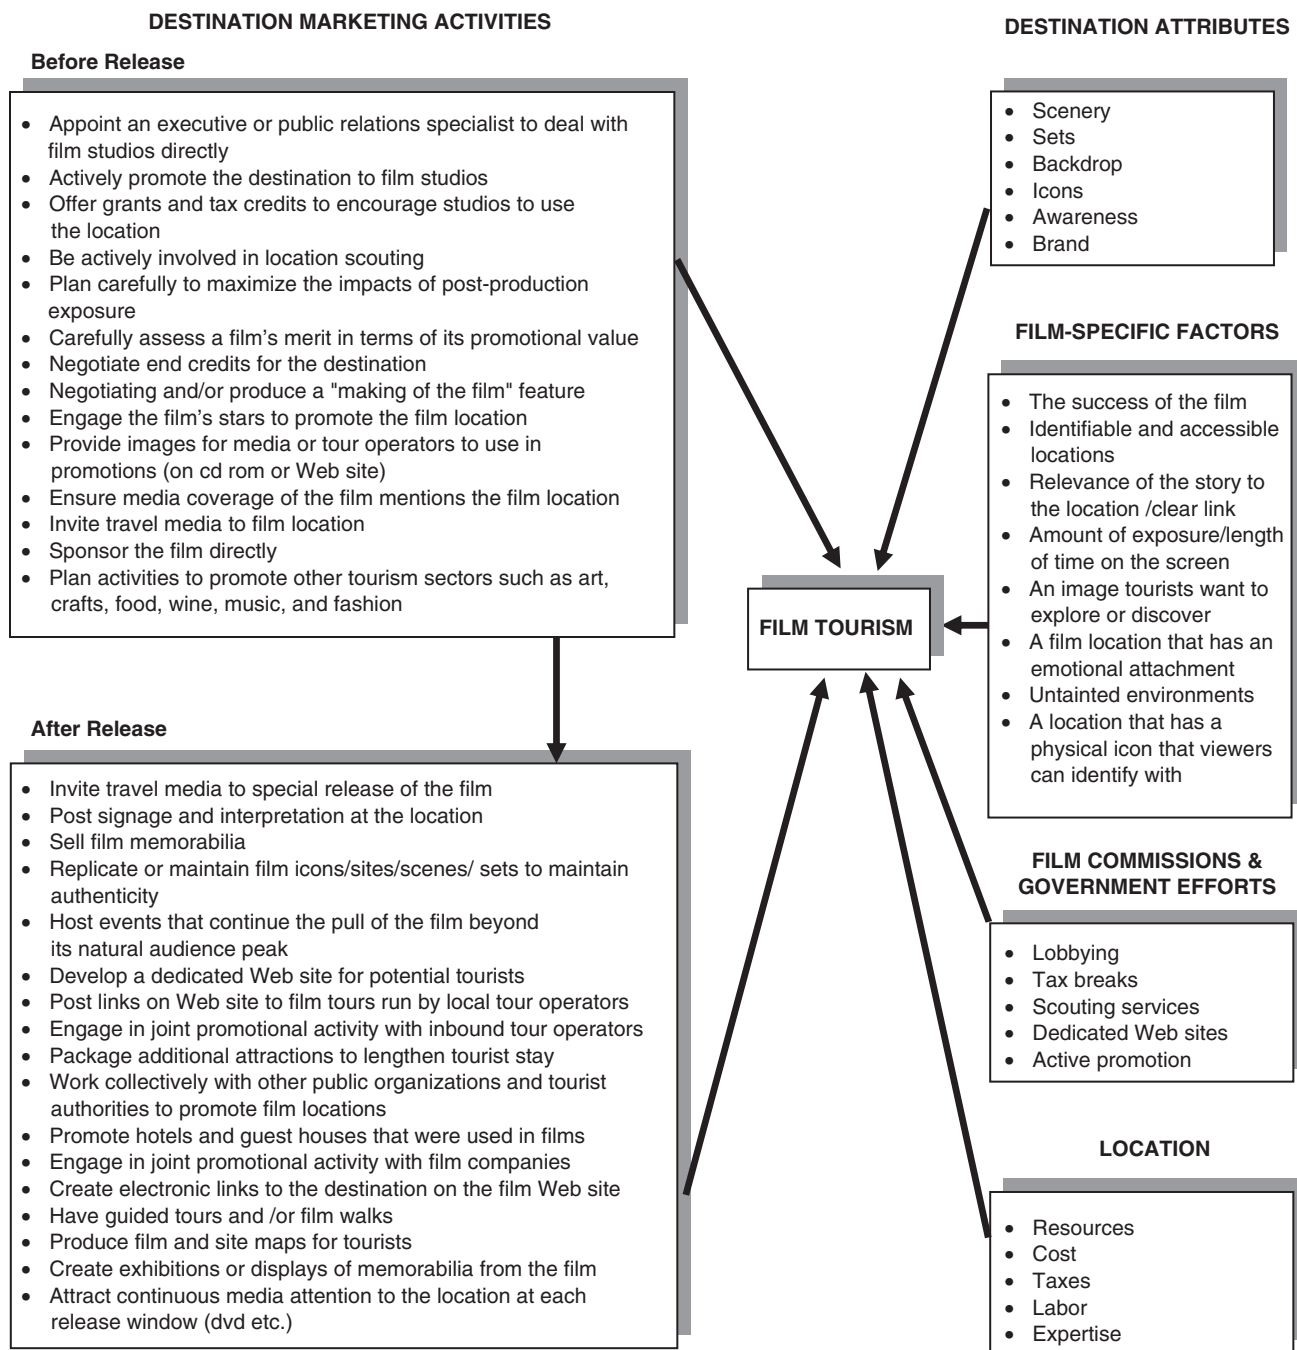 DESTINATION MARKETING ACTIVITIES
Before Release
• Appoint an executive or public relations specialist to deal with
film studios directly
• Actively promote the destination to film studios
• Offer grants and tax credits to encourage studios to use
the location
• Be actively involved in location scouting
• Plan carefully to maximize the impacts of post-production
exposure
• Carefully assess a film's merit in terms of its promotional value
• Negotiate end credits for the destination
• Negotiating and/or produce a "making of the film" feature
• Engage the film's stars to promote the film location
• Provide images for media or tour operators to use in
promotions (on cd rom or Web site)
• Ensure media coverage of the film mentions the film location
• Invite travel media to film location
• Sponsor the film directly
• Plan activities to promote other tourism sectors such as art,
crafts, food, wine, music, and fashion
After Release
• Invite travel media to special release of the film
• Post signage and interpretation at the location
• Sell film memorabilia
• Replicate or maintain film icons/sites/scenes/ sets to maintain
authenticity
• Host events that continue the pull of the film beyond
its natural audience peak
• Develop a dedicated Web site for potential tourists
• Post links on Web site to film tours run by local tour operators
• Engage in joint promotional activity with inbound tour operators
• Package additional attractions to lengthen tourist stay
• Work collectively with other public organizations and tourist
authorities to promote film locations
• Promote hotels and guest houses that were used in films
• Engage in joint promotional activity with film companies
• Create electronic links to the destination on the film Web site
• Have guided tours and /or film walks
• Produce film and site maps for tourists
• Create exhibitions or displays of memorabilia from the film
• Attract continuous media attention to the location at each
release window (dvd etc.)
FILM TOURISM
DESTINATION ATTRIBUTES
• Scenery
• Sets
• Backdrop
• Icons
• Awareness
• Brand
FILM-SPECIFIC FACTORS
• The success of the film
• Identifiable and accessible
locations
• Relevance of the story to
the location /clear link
• Amount of exposure/length
of time on the screen
• An image tourists want to
explore or discover
• A film location that has an
emotional attachment
• Untainted environments
• A location that has a
physical icon that viewers
can identify with
FILM COMMISSIONS &
GOVERNMENT EFFORTS
• Lobbying
• Tax breaks
• Scouting services
• Dedicated Web sites
• Active promotion
LOCATION
• Resources
• Cost
• Taxes
• Labor
• Expertise